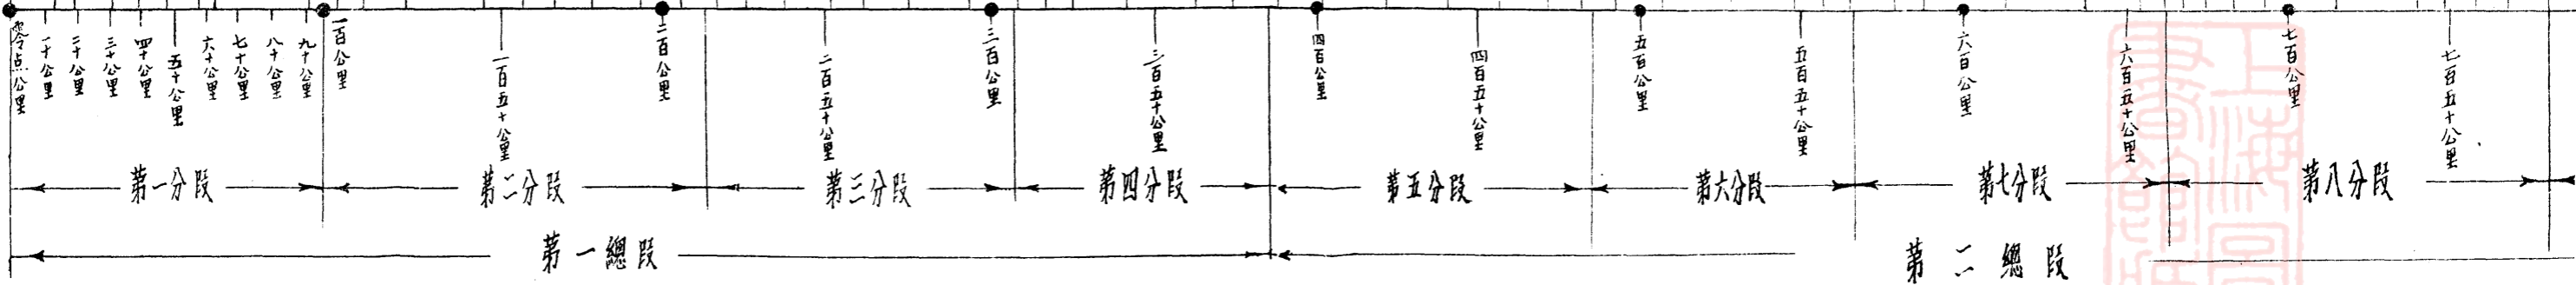 零点公里
一十公里
二十公里
三十公里
四十公里
五十公里
六十公里
七十公里
八十公里
九十公里
一百公里
一百五十公里
二百公里
二百五十公里
三百公里
三百五十公里
四百公里
四百五十公里
五百公里
五百五十公里
六百公里
六百五十公里
七百公里
七百五十公里
第一分段
第二分段
第三分段
第四分段
第五分段
第六分段
第七分段
第八分段
第一總段
第二總段